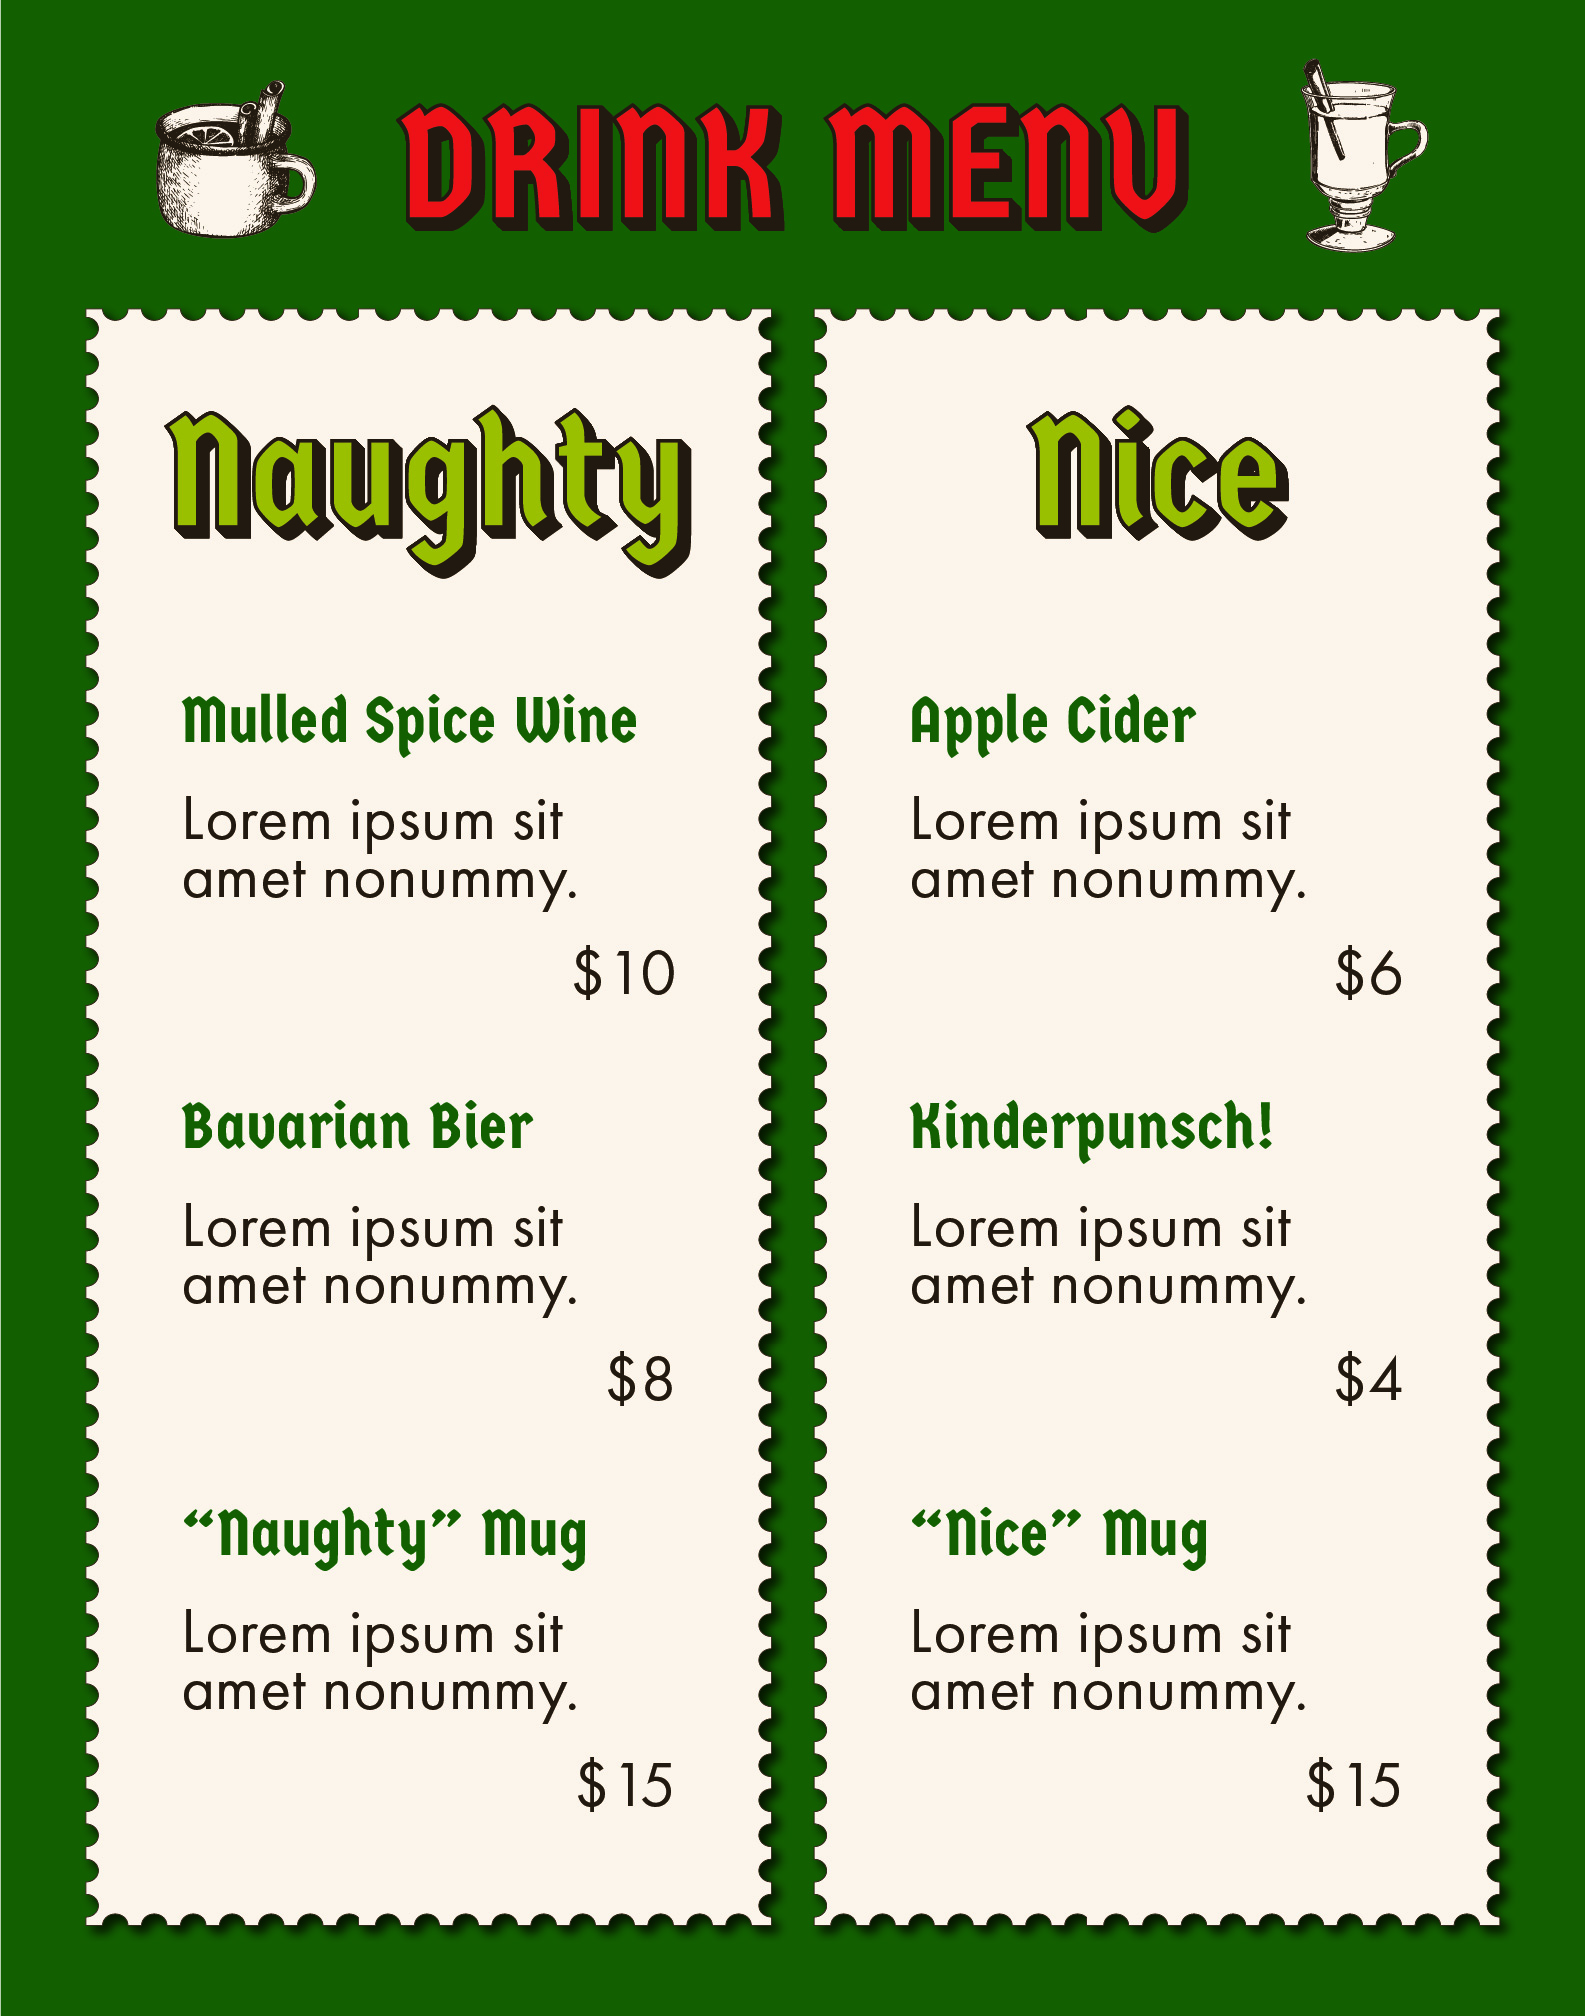 DRINK MENU
Naughty
Mulled Spice Wine
Lorem ipsum sit
amet nonummy.
$10
Bavarian Bier
Lorem ipsum sit
amet nonummy.
$8
“Naughty” Mug
Lorem ipsum sit
amet nonummy.
$15
Nice
Apple Cider
Lorem ipsum sit
amet nonummy.
$6
Kinderpunsch!
Lorem ipsum sit
amet nonummy.
$4
“Nice” Mug
Lorem ipsum sit
amet nonummy.
$15